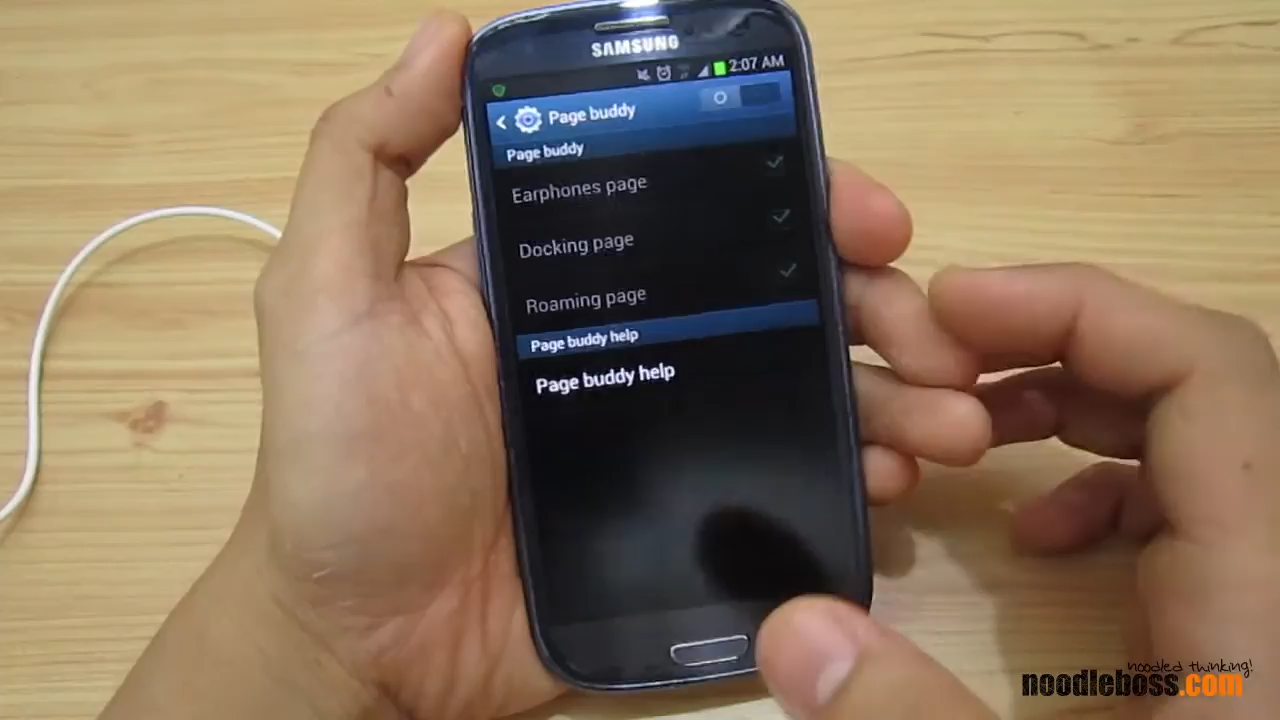 SAMSUNG
2:07 AM
Page buddy
Page buddy
Earphones page
Docking page
Roaming page
Page buddy help
Page buddy help
noodled thinking!
noodleboss.com